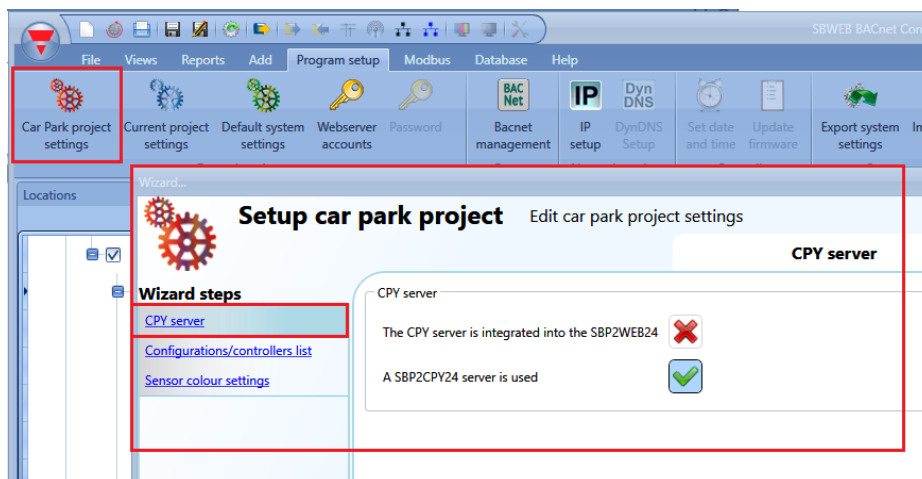 SBWEB BACnet Con
File Views Reports Add Program setup Modbus Database Help
Car Park project
settings
Current project
settings
Default system
settings
Webserver
accounts
Password
BAC
Net
Bacnet
management
IP
IP
setup
Dyn
DNS
DynDNS
Setup
Set date
and time
Update
firmware
Export system
settings
Locations
Wizard...
Setup car park project Edit car park project settings
CPY server
Wizard steps
CPY server
Configurations/controllers list
Sensor colour settings
CPY server
The CPY server is integrated into the SBP2WEB24
A SBP2CPY24 server is used